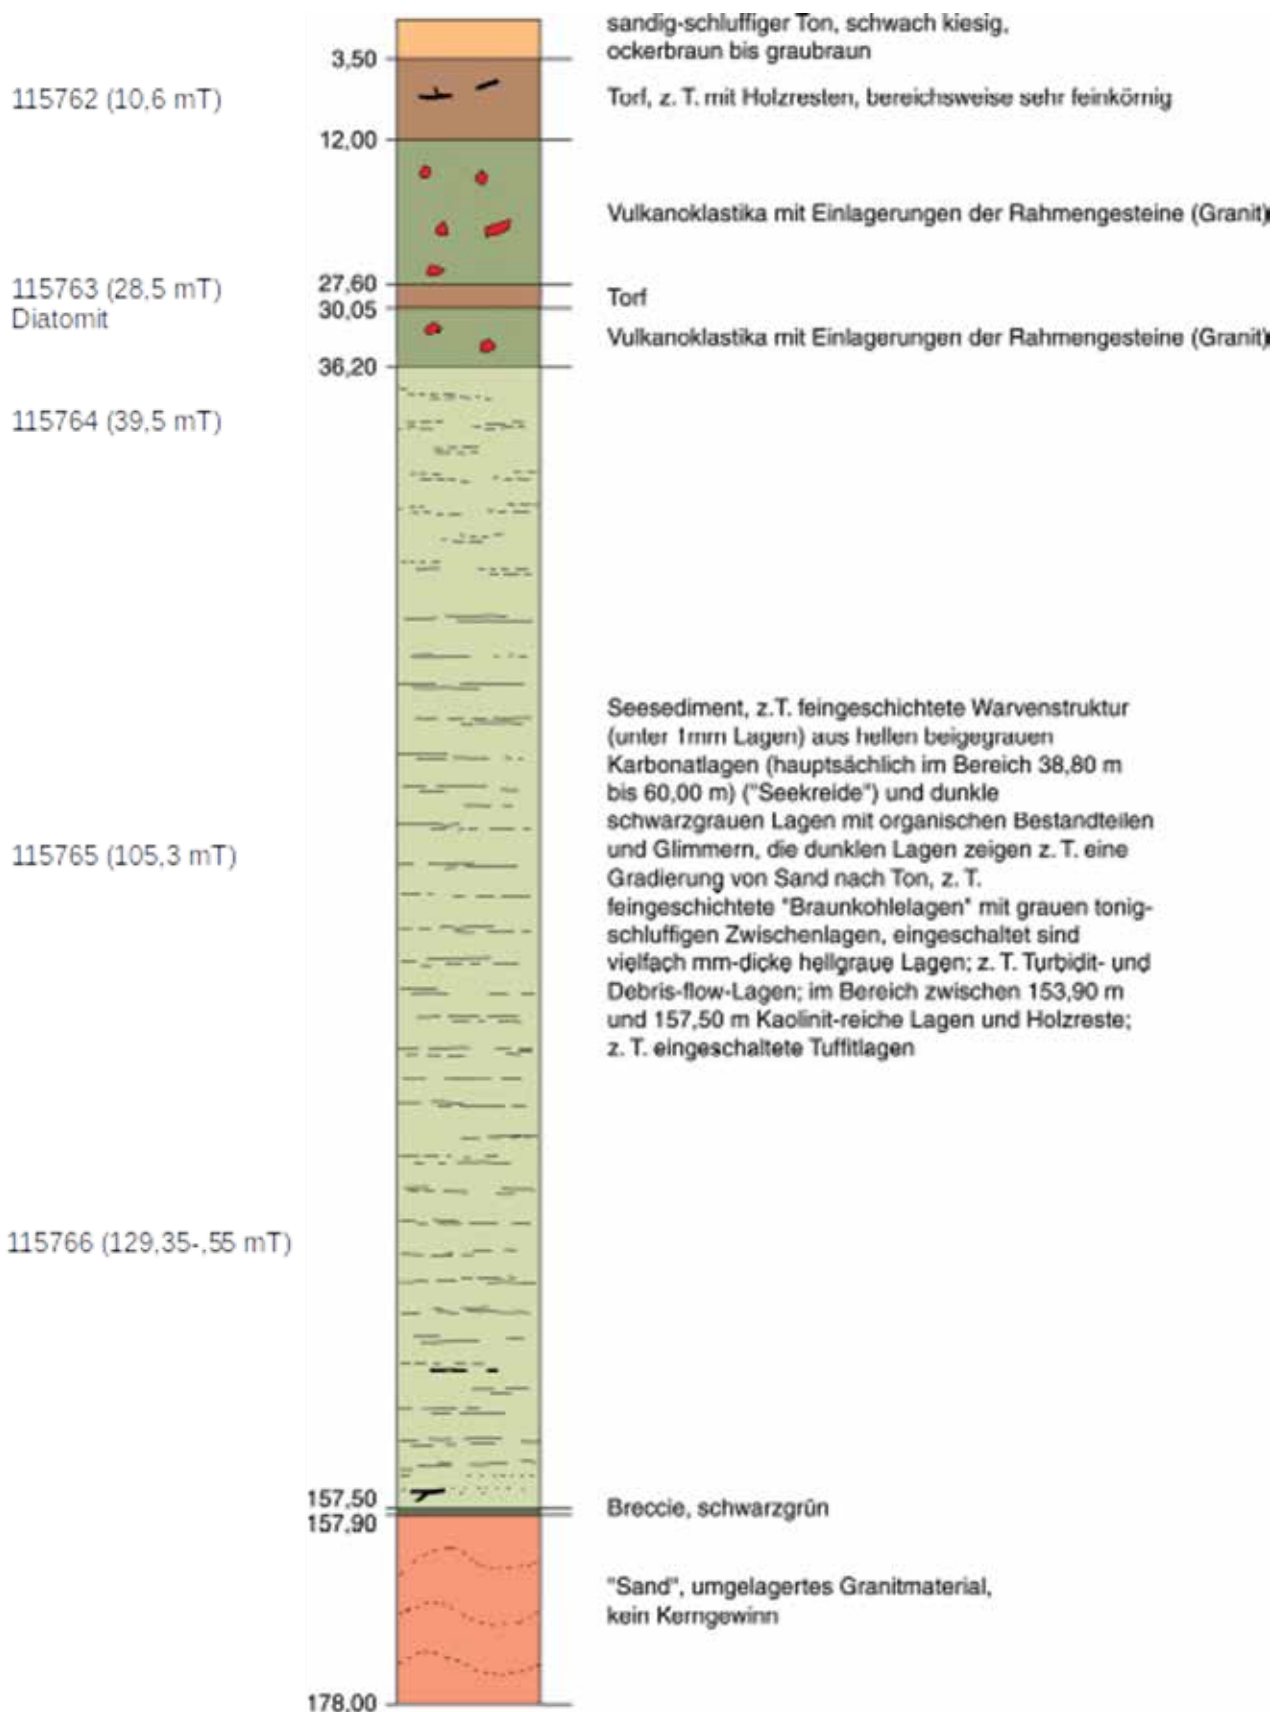 sandig-schluffiger Ton, schwach kiesig,
ockerbraun bis graubraun
3,50
115762 (10,6 mT)
Torf, z. T. mit Holzresten, bereichsweise sehr feinkörnig
12,00
Vulkanoklastika mit Einlagerungen der Rahmengesteine (Granit)
27,60
115763 (28,5 mT)
Diatomit
Torf
30,05
Vulkanoklastika mit Einlagerungen der Rahmengesteine (Granit)
36,20
115764 (39,5 mT)
Seesediment, z.T. feingeschichtete Warvenstruktur
(unter 1mm Lagen) aus hellen beigegrauen
Karbonatlagen (hauptsächlich im Bereich 38,80 m
bis 60,00 m) ("Seekreide") und dunkle
schwarzgrauen Lagen mit organischen Bestandteilen
und Glimmern, die dunklen Lagen zeigen z. T. eine
Gradierung von Sand nach Ton, z. T.
feingeschichtete "Braunkohlelagen" mit grauen tonig-
schluffigen Zwischenlagen, eingeschaltet sind
vielfach mm-dicke hellgraue Lagen; z. T. Turbidit- und
Debris-flow-Lagen; im Bereich zwischen 153,90 m
und 157,50 m Kaolinit-reiche Lagen und Holzreste;
z. T. eingeschaltete Tuffitlagen
115765 (105,3 mT)
115766 (129,35-,55 mT)
157,50
Breccie, schwarzgrün
157,90
"Sand", umgelagertes Granitmaterial,
kein Kerngewinn
178,00